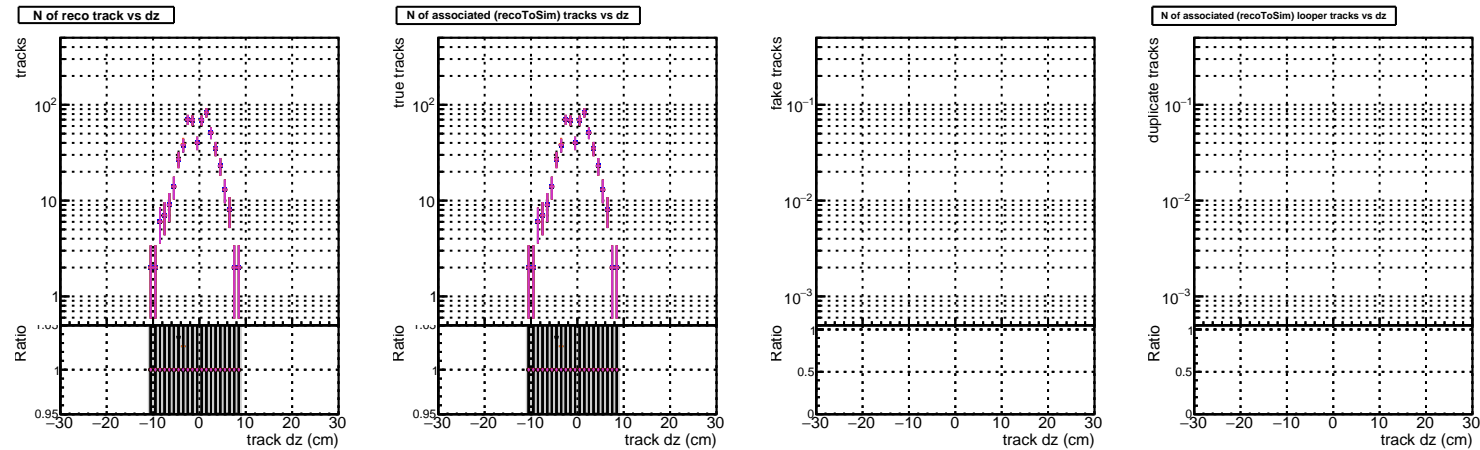 N of reco track vs dz
tracks
10²
10
1
Ratio
1
0.95
−30 −20 −10 0 10 20 30
track dz (cm)
N of associated (recoToSim) tracks vs dz
true tracks
10²
10
1
Ratio
1
0.95
−30 −20 −10 0 10 20 30
track dz (cm)
fake tracks
10⁻¹
10⁻²
10⁻³
Ratio
1
0.5
0
−30 −20 −10 0 10 20 30
track dz (cm)
N of associated (recoToSim) looper tracks vs dz
duplicate tracks
10⁻¹
10⁻²
10⁻³
Ratio
1
0.5
0
−30 −20 −10 0 10 20 30
track dz (cm)